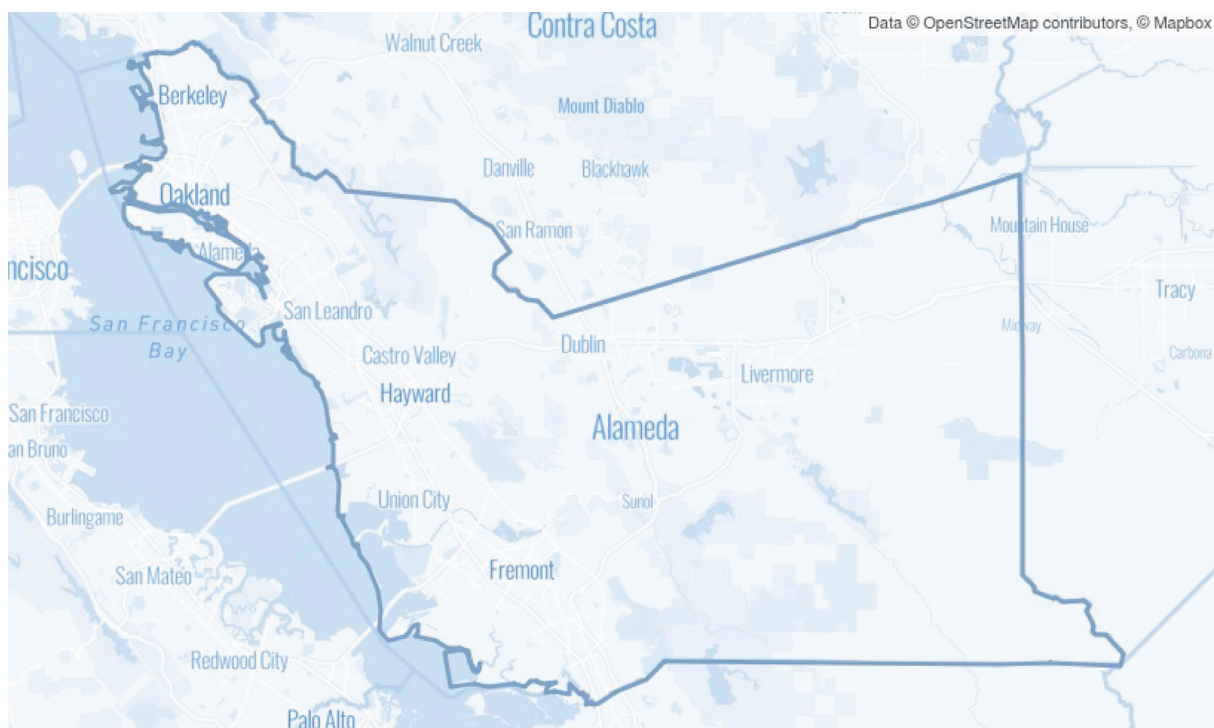 Data © OpenStreetMap contributors, © Mapbox
Contra Costa
Walnut Creek
Berkeley
Mount Diablo
Danville
Blackhawk
Oakland
San Ramon
Mountain House
Alameda
ncisco
San Leandro
Tracy
San Francisco
Bay
Midway
Dublin
Castro Valley
Carbona
Livermore
Hayward
San Francisco
an Bruno
Alameda
Union City
Sunol
Burlingame
Fremont
San Mateo
Redwood City
Palo Alto